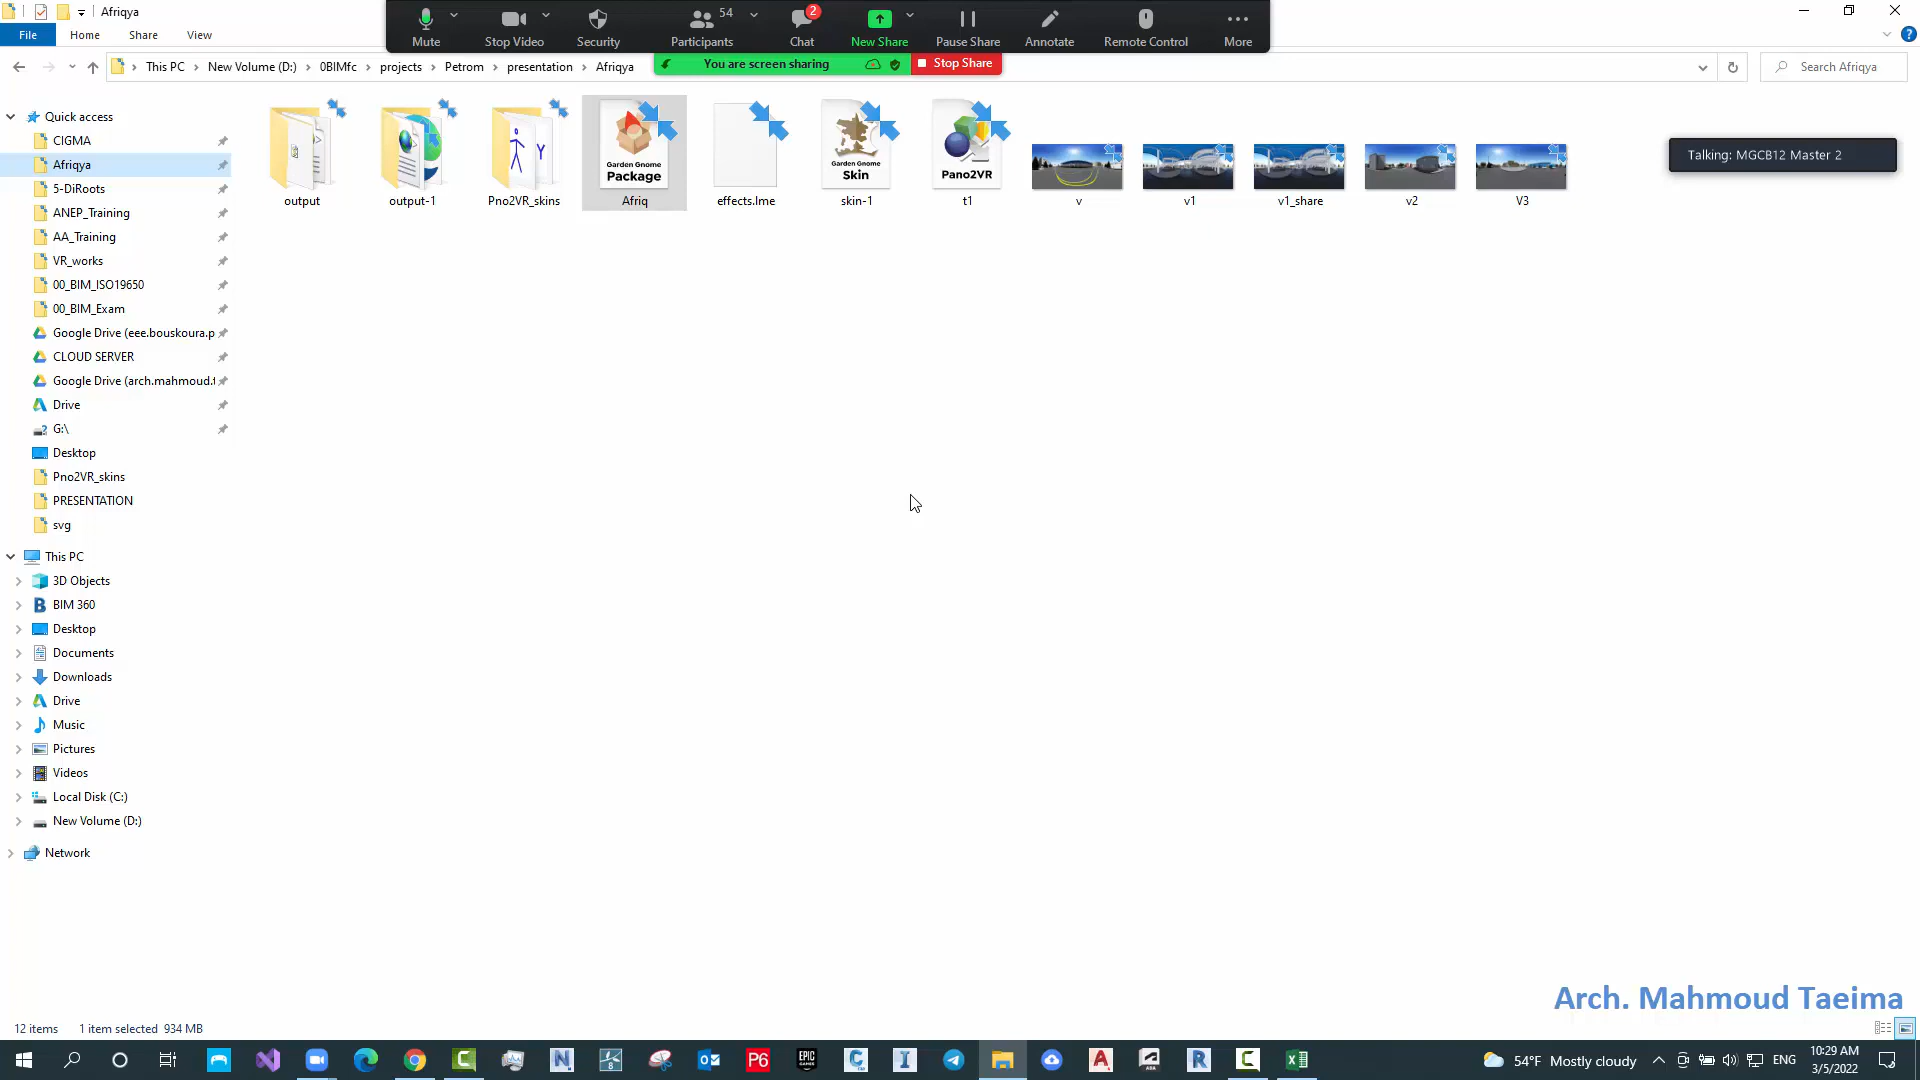 Afriqya
File
Home
Share
View
Mute
Stop Video
Security
54
Participants
2
Chat
New Share
Pause Share
Annotate
Remote Control
More
You are screen sharing
Stop Share
This PC
New Volume (D:)
0BIMfc
projects
Petrom
presentation
Afriqya
Search Afriqya
Talking: MGCB12 Master 2
Quick access
CIGMA
Afriqya
5-DiRoots
ANEP_Training
AA_Training
VR_works
00_BIM_ISO19650
00_BIM_Exam
Google Drive (eee.bouskoura.p
CLOUD SERVER
Google Drive (arch.mahmoud.t
Drive
G:\
Desktop
Pno2VR_skins
PRESENTATION
svg
This PC
3D Objects
BIM 360
Desktop
Documents
Downloads
Drive
Music
Pictures
Videos
Local Disk (C:)
New Volume (D:)
Network
output
output-1
Y
Pno2VR_skins
Garden Gnome
Package
Afriq
effects.lme
Garden Gnome
Skin
skin-1
Pano2VR
t1
v
v1
v1_share
v2
V3
Arch. Mahmoud Taeima
12 items
1 item selected 934 MB
P6
EPIC
GAMES
54°F Mostly cloudy
ENG
10:29 AM
3/5/2022